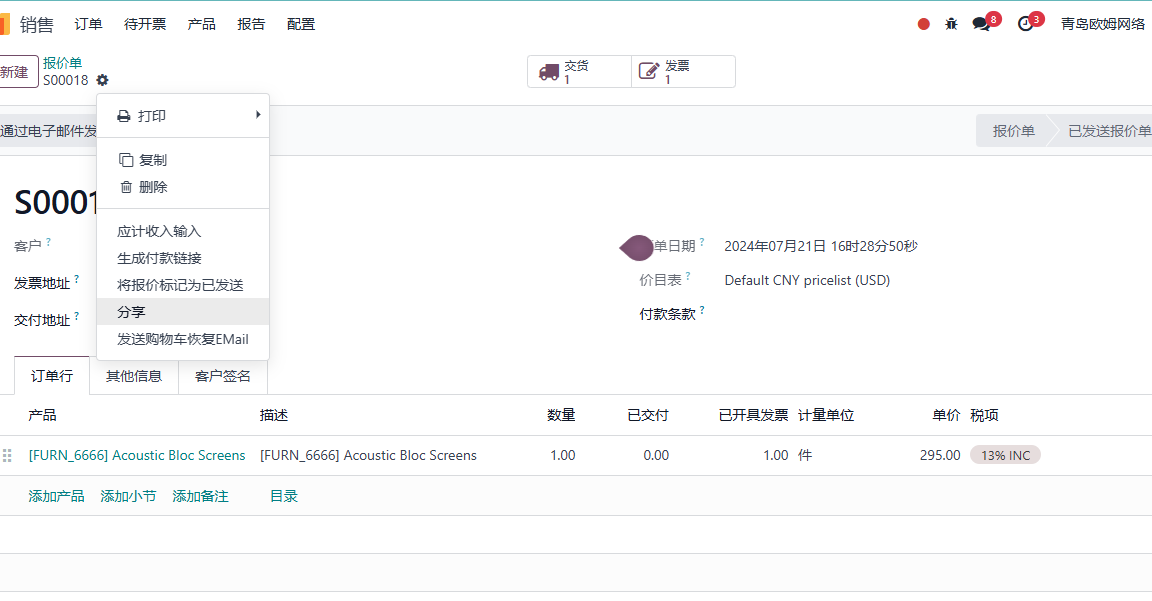 销售 订单 待开票 产品 报告 配置 8 3 青岛欧姆网络
新建 报价单
S00018
交货
1
发票
1
通过电子邮件发
报价单 已发送报价单
打印
复制
删除
应计收入输入
生成付款链接
将报价标记为已发送
分享
发送购物车恢复EMail
S0001
客户 ?
发票地址 ?
交付地址 ?
单日期 ? 2024年07月21日 16时28分50秒
价目表 ? Default CNY pricelist (USD)
付款条款 ?
订单行 其他信息 客户签名
产品 描述 数量 已交付 已开具发票 计量单位 单价 税项
[FURN_6666] Acoustic Bloc Screens [FURN_6666] Acoustic Bloc Screens 1.00 0.00 1.00 件 295.00 13% INC
添加产品 添加小节 添加备注 目录